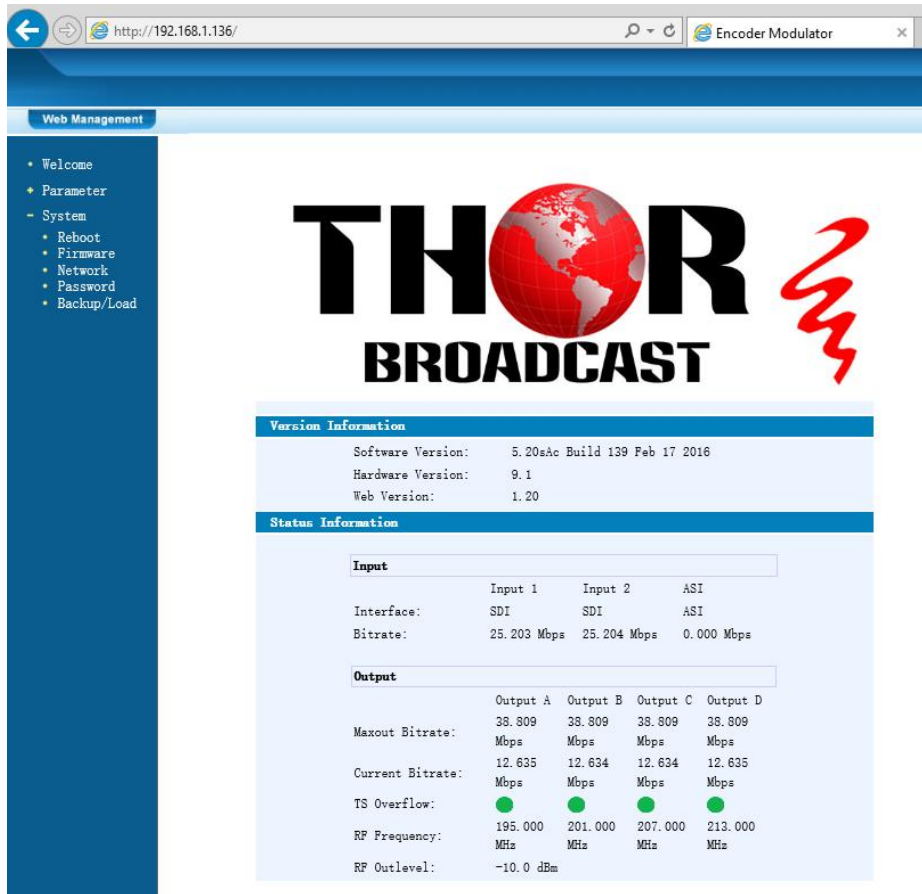 http://192.168.1.136/
Encoder Modulator
Web Management
Welcome
Parameter
System
Reboot
Firmware
Network
Password
Backup/Load
THOR
BROADCAST
Version Information
Software Version: 5.20sAc Build 139 Feb 17 2016
Hardware Version: 9.1
Web Version: 1.20
Status Information
Input
Input 1 Input 2 ASI
Interface: SDI SDI ASI
Bitrate: 25.203 Mbps 25.204 Mbps 0.000 Mbps
Output
Output A Output B Output C Output D
Maxout Bitrate: 38.809 Mbps 38.809 Mbps 38.809 Mbps 38.809 Mbps
Current Bitrate: 12.635 Mbps 12.634 Mbps 12.634 Mbps 12.635 Mbps
TS Overflow:
RF Frequency: 195.000 MHz 201.000 MHz 207.000 MHz 213.000 MHz
RF Outlevel: -10.0 dBm